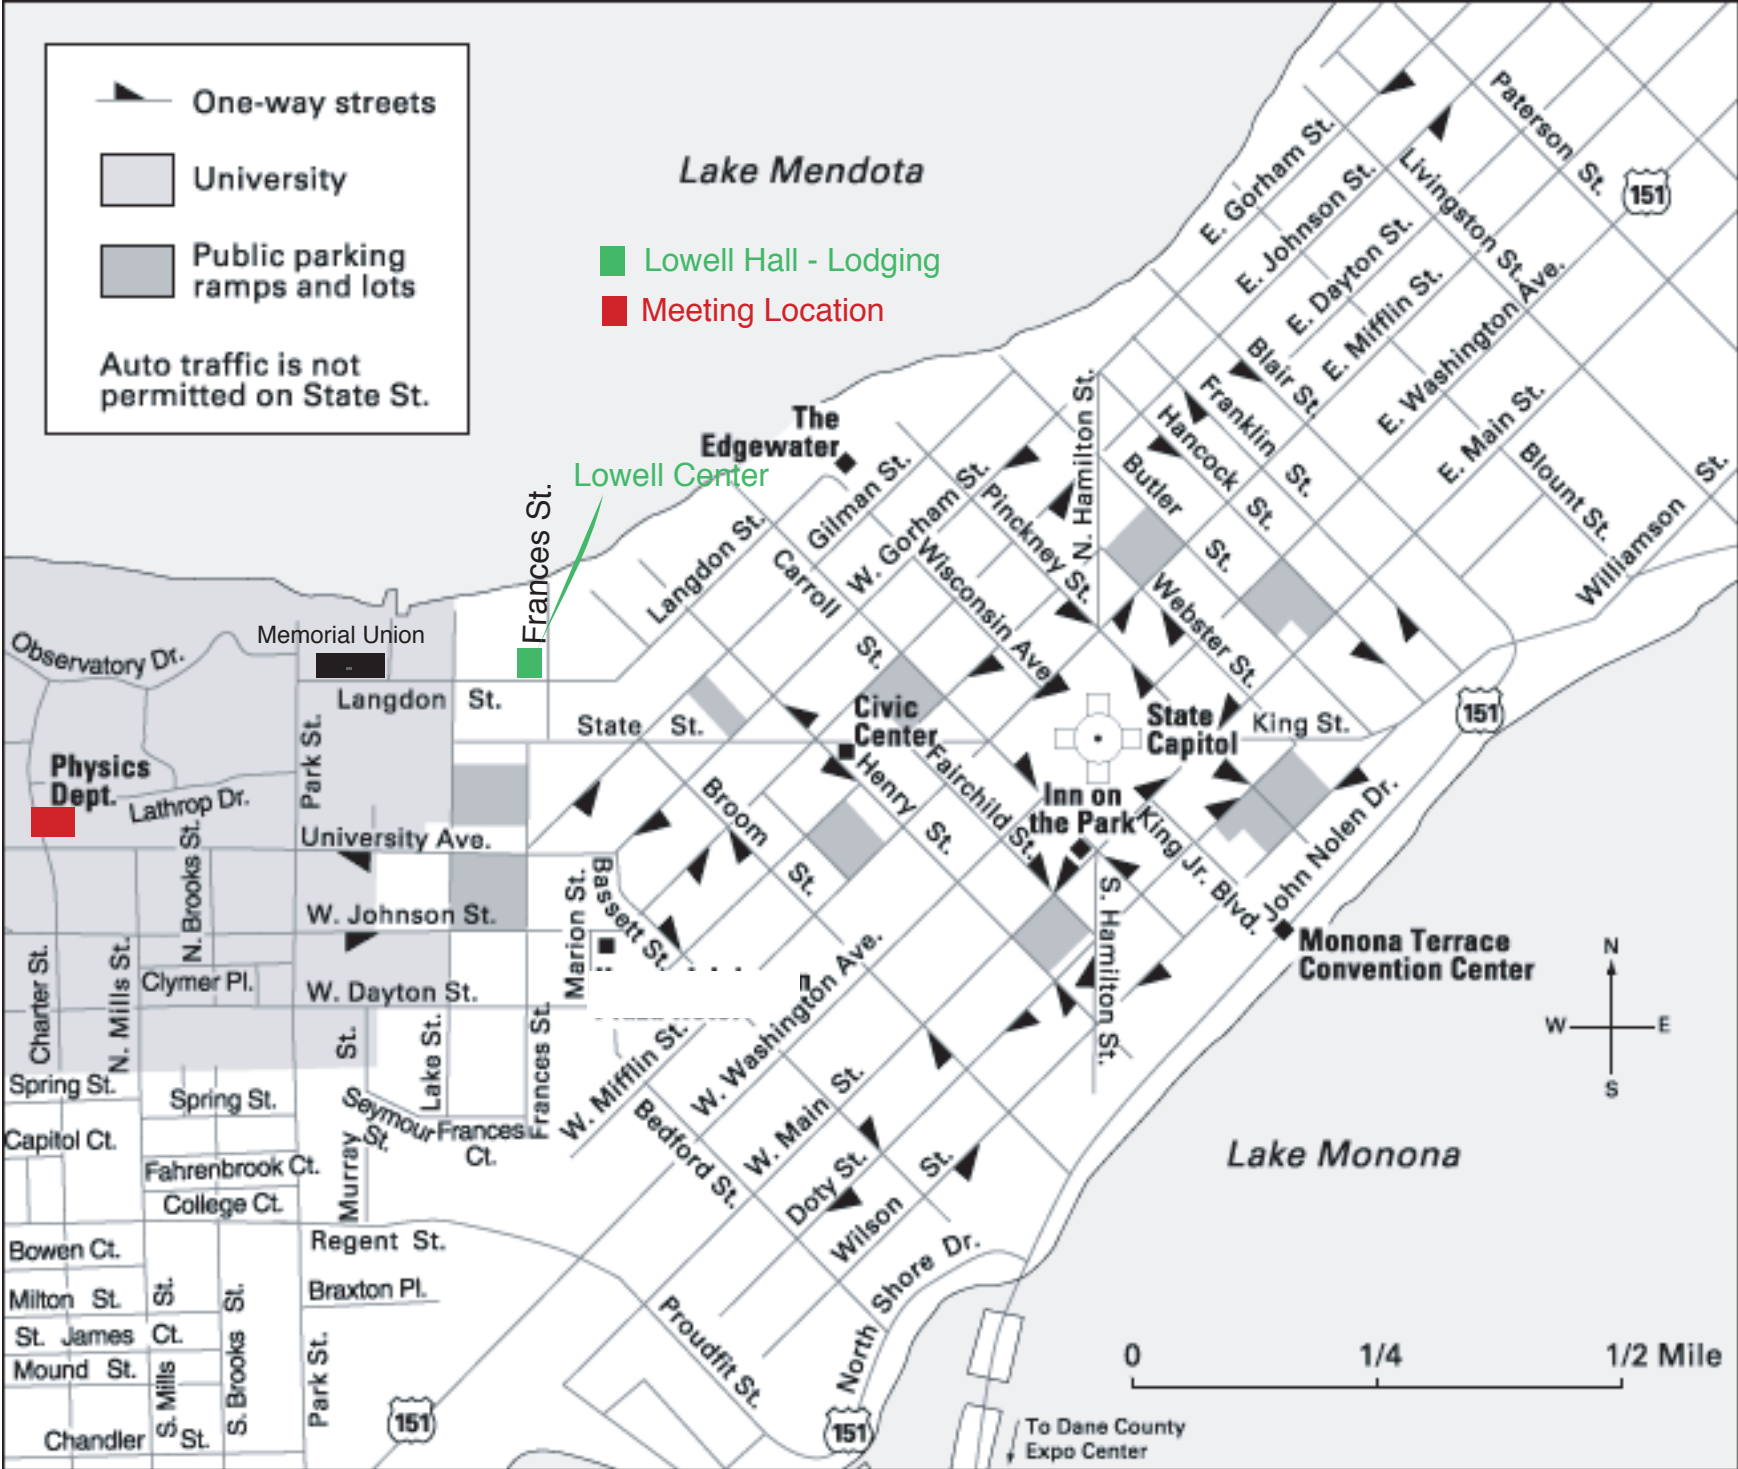 One-way streets
University
Public parking
ramps and lots
Auto traffic is not
permitted on State St.
Lake Mendota
Lowell Hall - Lodging
Meeting Location
The
Edgewater
Lowell Center
Frances St.
Memorial Union
Observatory Dr.
Langdon St.
Langdon St.
State St.
Physics
Dept.
Lathrop Dr.
Park St.
University Ave.
N. Brooks St.
W. Johnson St.
Clymer Pl.
W. Dayton St.
Charter St.
N. Mills St.
St.
Murray
Lake St.
Frances St.
Marion St.
Bassett St.
Spring St.
Spring St.
Capitol Ct.
Seymour
St.
Frances
Ct.
Fahrenbrook Ct.
College Ct.
Bowen Ct.
Regent St.
Braxton Pl.
Milton St.
St. James Ct.
Mound St.
St.
S. Mills
St.
S. Brooks
Park St.
Chandler St.
151
Gilman St.
W. Gorham St.
Carroll
St.
Wisconsin Ave.
Pinckney St.
N. Hamilton St.
Butler
St.
Webster St.
Hancock
St.
Franklin
St.
Blair St.
E. Gorham St.
E. Johnson St.
E. Dayton St.
E. Mifflin St.
E. Washington Ave.
E. Main St.
Livingston St.
Paterson St.
151
Blount St.
Williamson St.
Civic
Center
State
Capitol
King St.
151
Henry St.
Fairchild St.
Broom St.
Inn on
the Park
King Jr. Blvd.
John Nolen Dr.
S. Hamilton St.
Monona Terrace
Convention Center
N
W
E
S
W. Mifflin St.
W. Washington Ave.
W. Main St.
Bedford St.
Doty St.
Wilson St.
North Shore Dr.
Proudfit St.
151
Lake Monona
0 1/4 1/2 Mile
To Dane County
Expo Center